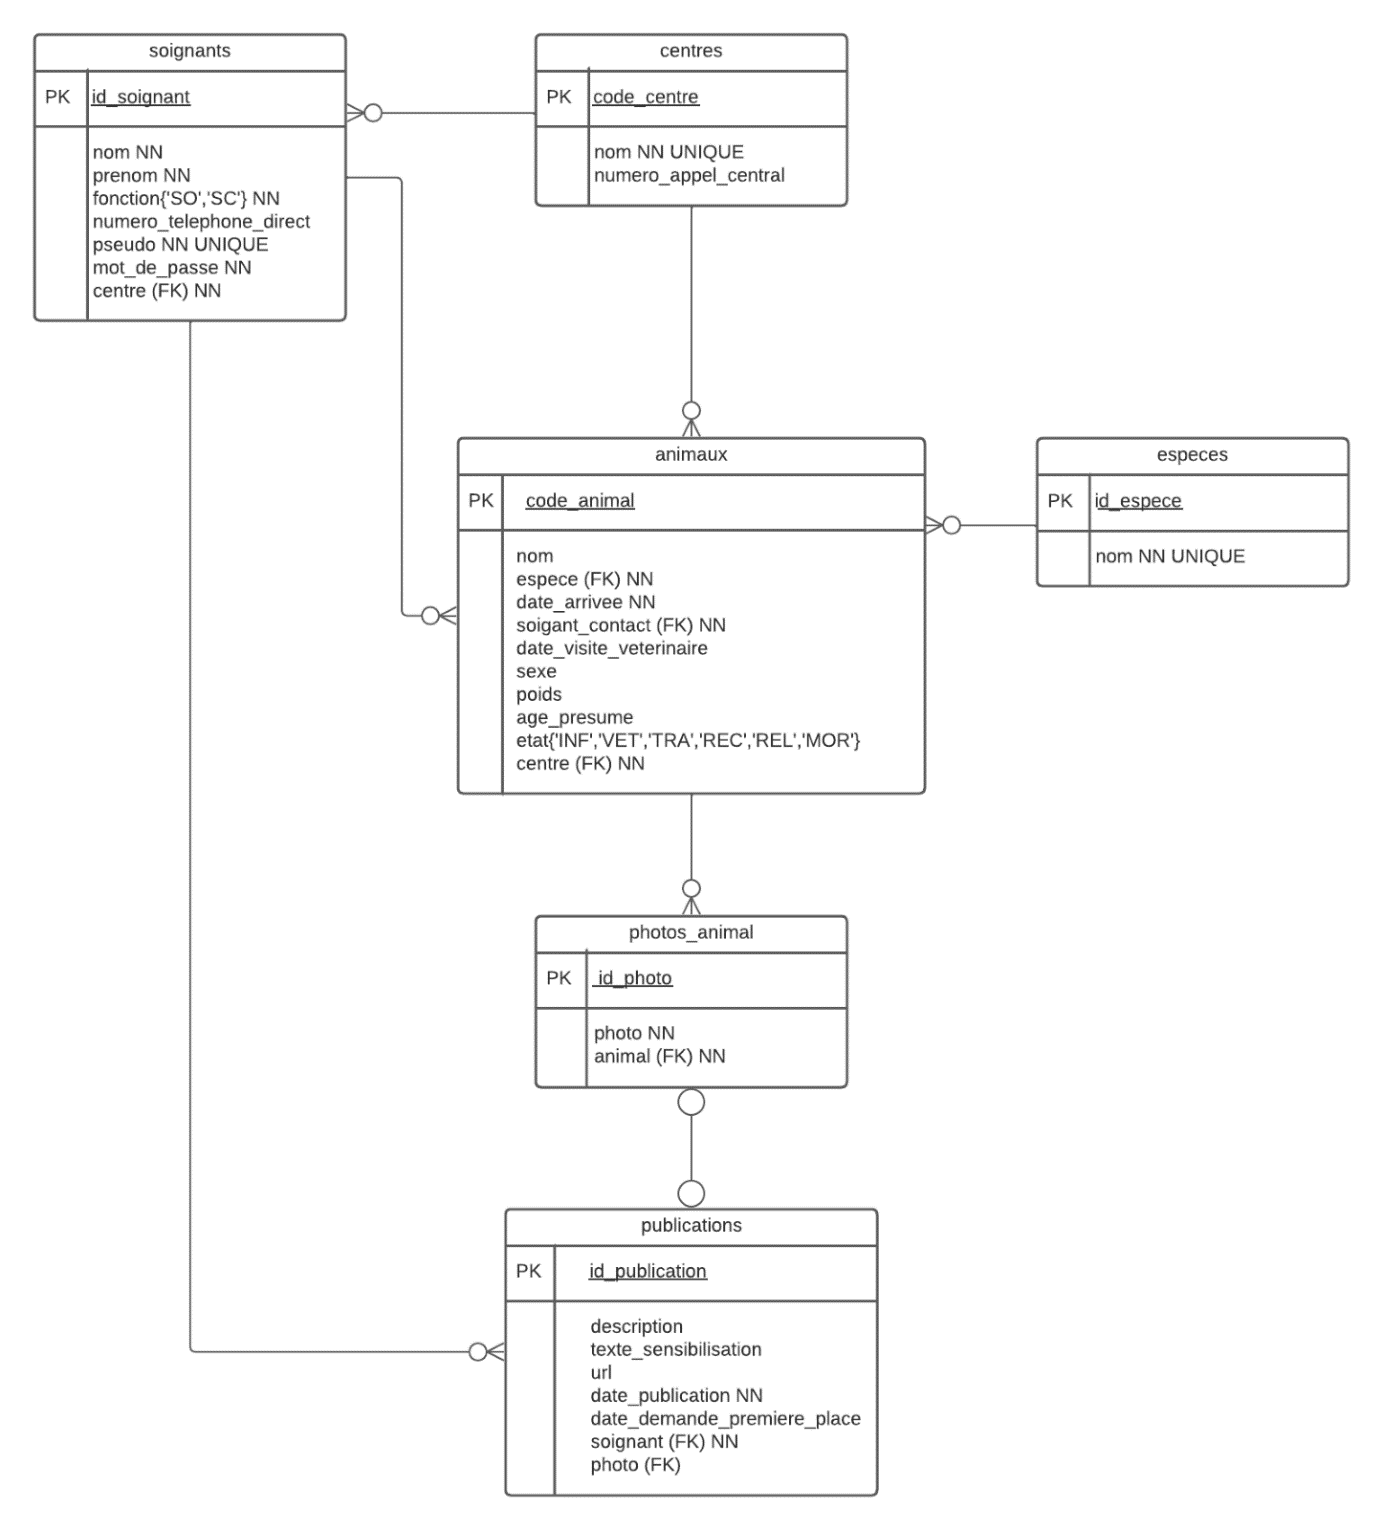 soignants
PK id_soignant
nom NN
prenom NN
fonction{'SO','SC'} NN
numero_telephone_direct
pseudo NN UNIQUE
mot_de_passe NN
centre (FK) NN
centres
PK code_centre
nom NN UNIQUE
numero_appel_central
animaux
PK code_animal
nom
espece (FK) NN
date_arrivee NN
soigant_contact (FK) NN
date_visite_veterinaire
sexe
poids
age_presume
etat{'INF','VET','TRA','REC','REL','MOR'}
centre (FK) NN
especes
PK id_espece
nom NN UNIQUE
photos_animal
PK id_photo
photo NN
animal (FK) NN
publications
PK id_publication
description
texte_sensibilisation
url
date_publication NN
date_demande_premiere_place
soignant (FK) NN
photo (FK)